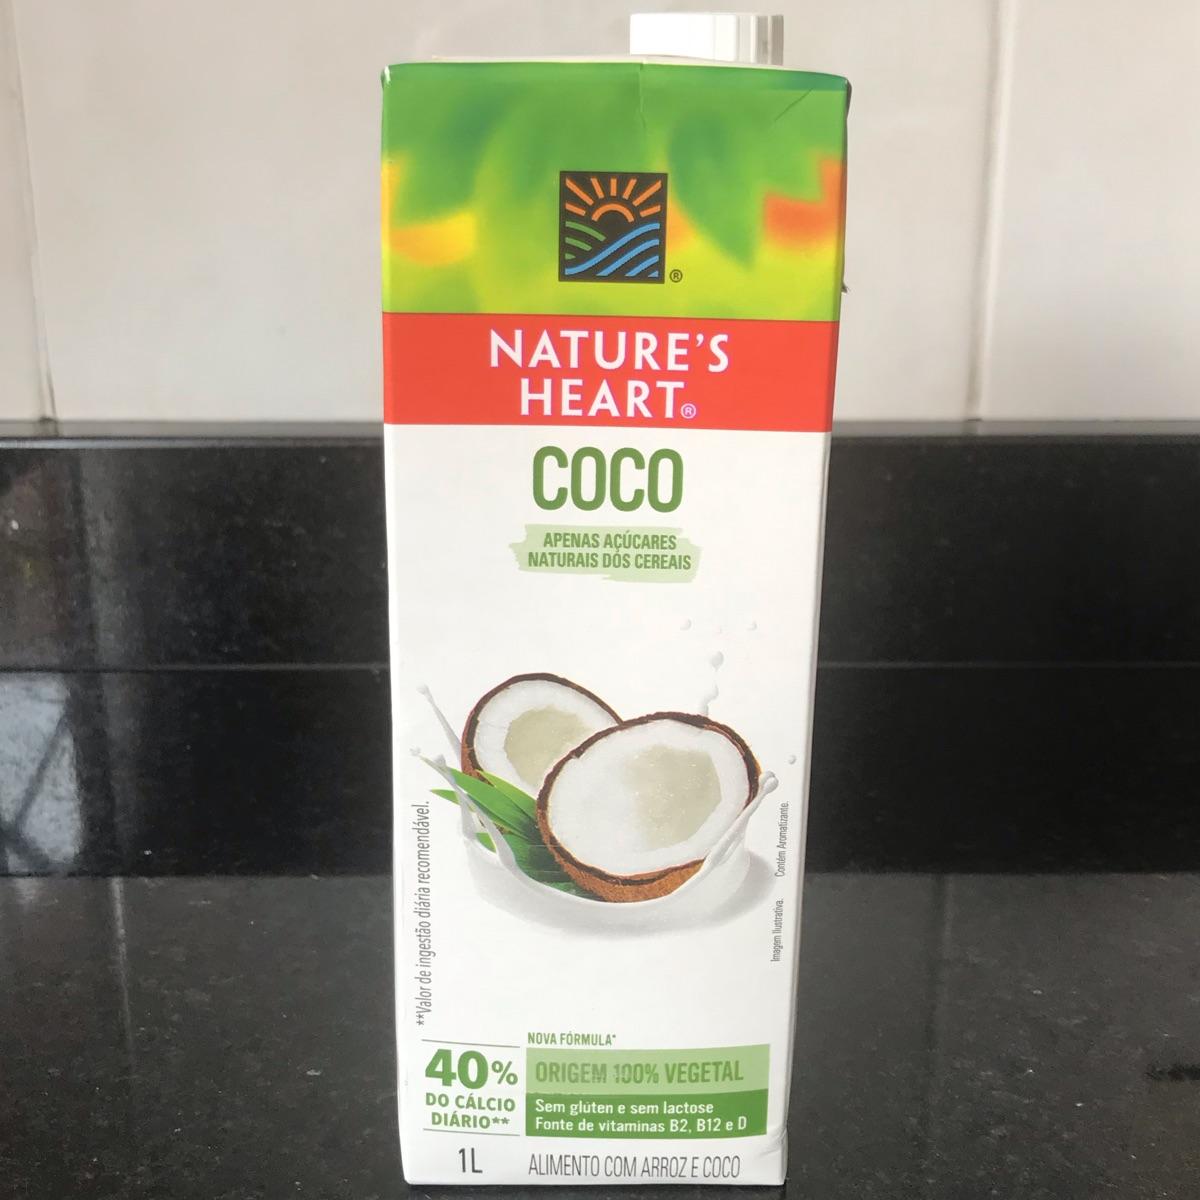 ®
NATURE'S
HEART®
COCO
APENAS AÇÚCARES
NATURAIS DOS CEREAIS
**Valor de ingestão diária recomendável.
Imagem Ilustrativa. Contém Aromatizante.
NOVA FÓRMULA*
40%
DO CÁLCIO
DIÁRIO**
ORIGEM 100% VEGETAL
Sem glúten e sem lactose
Fonte de vitaminas B2, B12 e D
1L
ALIMENTO COM ARROZ E COCO